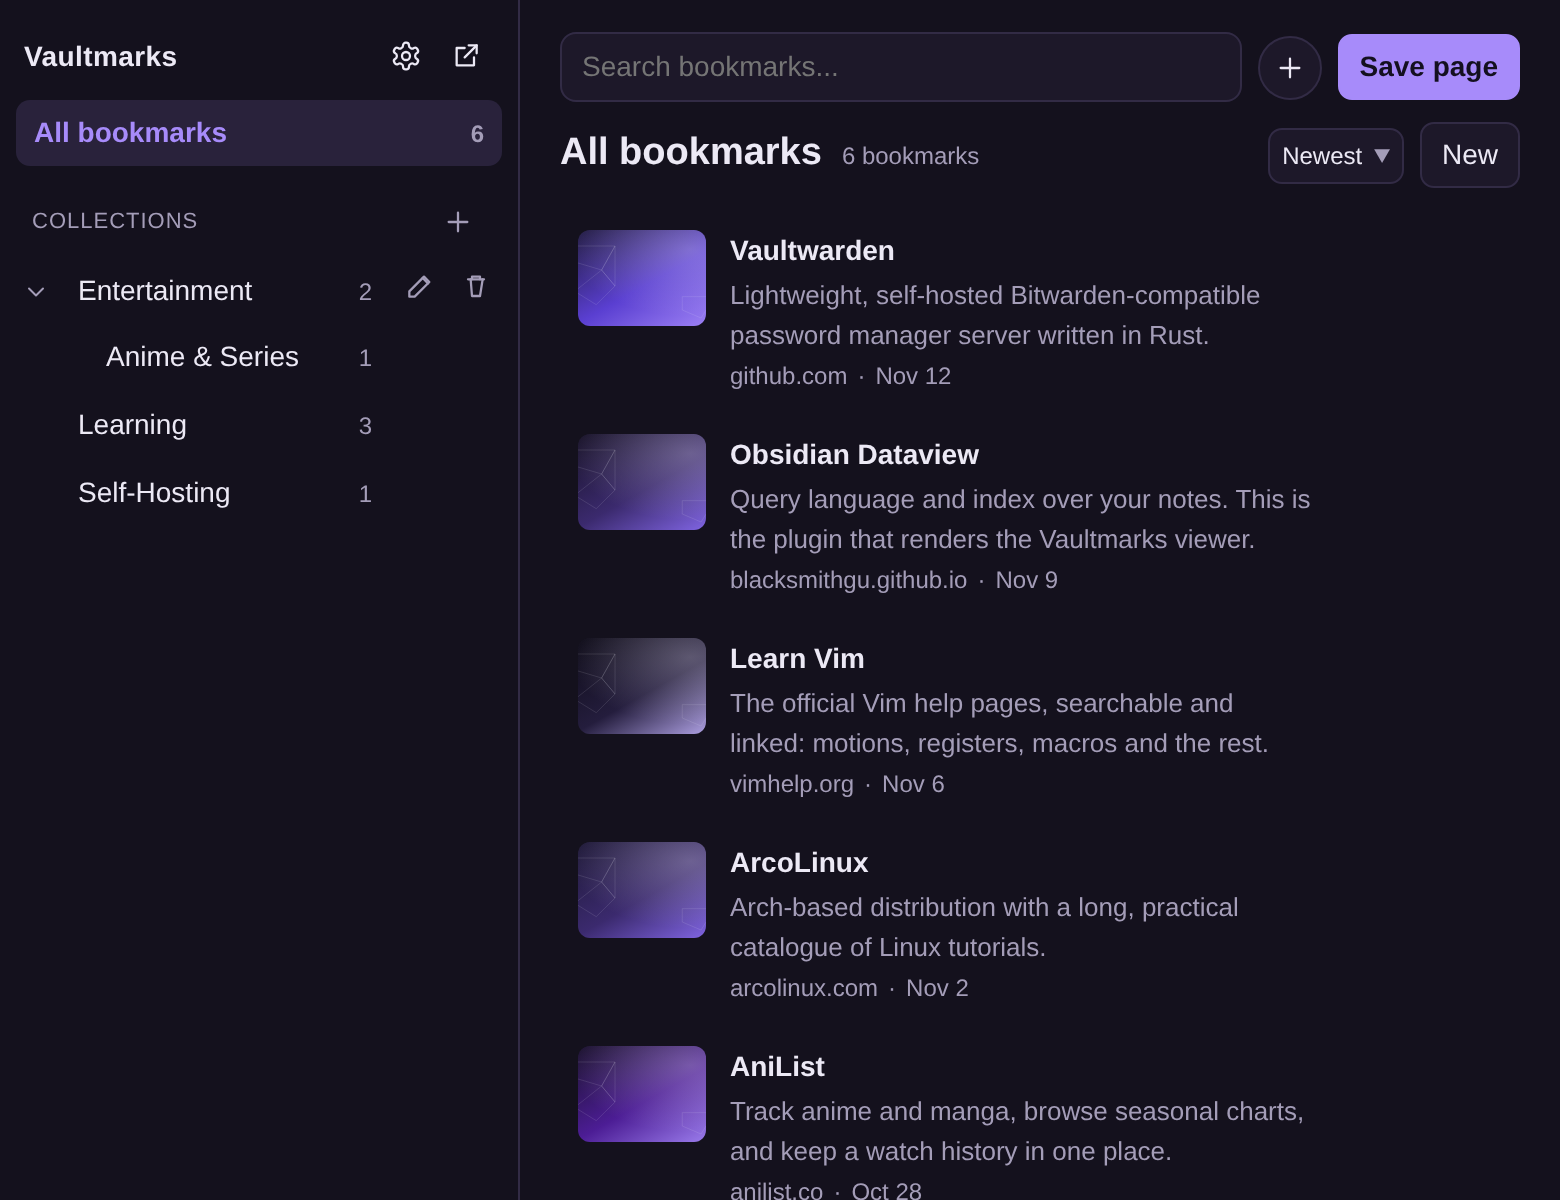 Vaultmarks
All bookmarks 6
COLLECTIONS
Entertainment 2
Anime & Series 1
Learning 3
Self-Hosting 1
Search bookmarks...
Save page
All bookmarks 6 bookmarks
Newest
New
Vaultwarden
Lightweight, self-hosted Bitwarden-compatible
password manager server written in Rust.
github.com · Nov 12
Obsidian Dataview
Query language and index over your notes. This is
the plugin that renders the Vaultmarks viewer.
blacksmithgu.github.io · Nov 9
Learn Vim
The official Vim help pages, searchable and
linked: motions, registers, macros and the rest.
vimhelp.org · Nov 6
ArcoLinux
Arch-based distribution with a long, practical
catalogue of Linux tutorials.
arcolinux.com · Nov 2
AniList
Track anime and manga, browse seasonal charts,
and keep a watch history in one place.
anilist.co · Oct 28